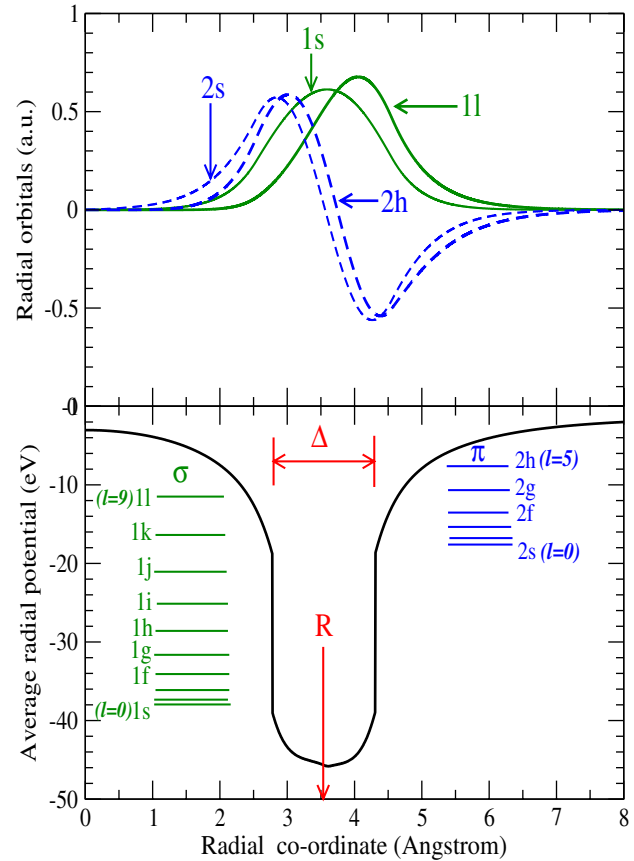 1
0.5
0
-0.5
-1
Radial orbitals (a.u.)
1s
2s
1l
2h
0
-10
-20
-30
-40
-50
Average radial potential (eV)
Δ
σ
π
(l=9)1l
1k
1j
1i
1h
1g
1f
(l=0)1s
2h (l=5)
2g
2f
2s (l=0)
R
0 1 2 3 4 5 6 7 8
Radial co-ordinate (Angstrom)